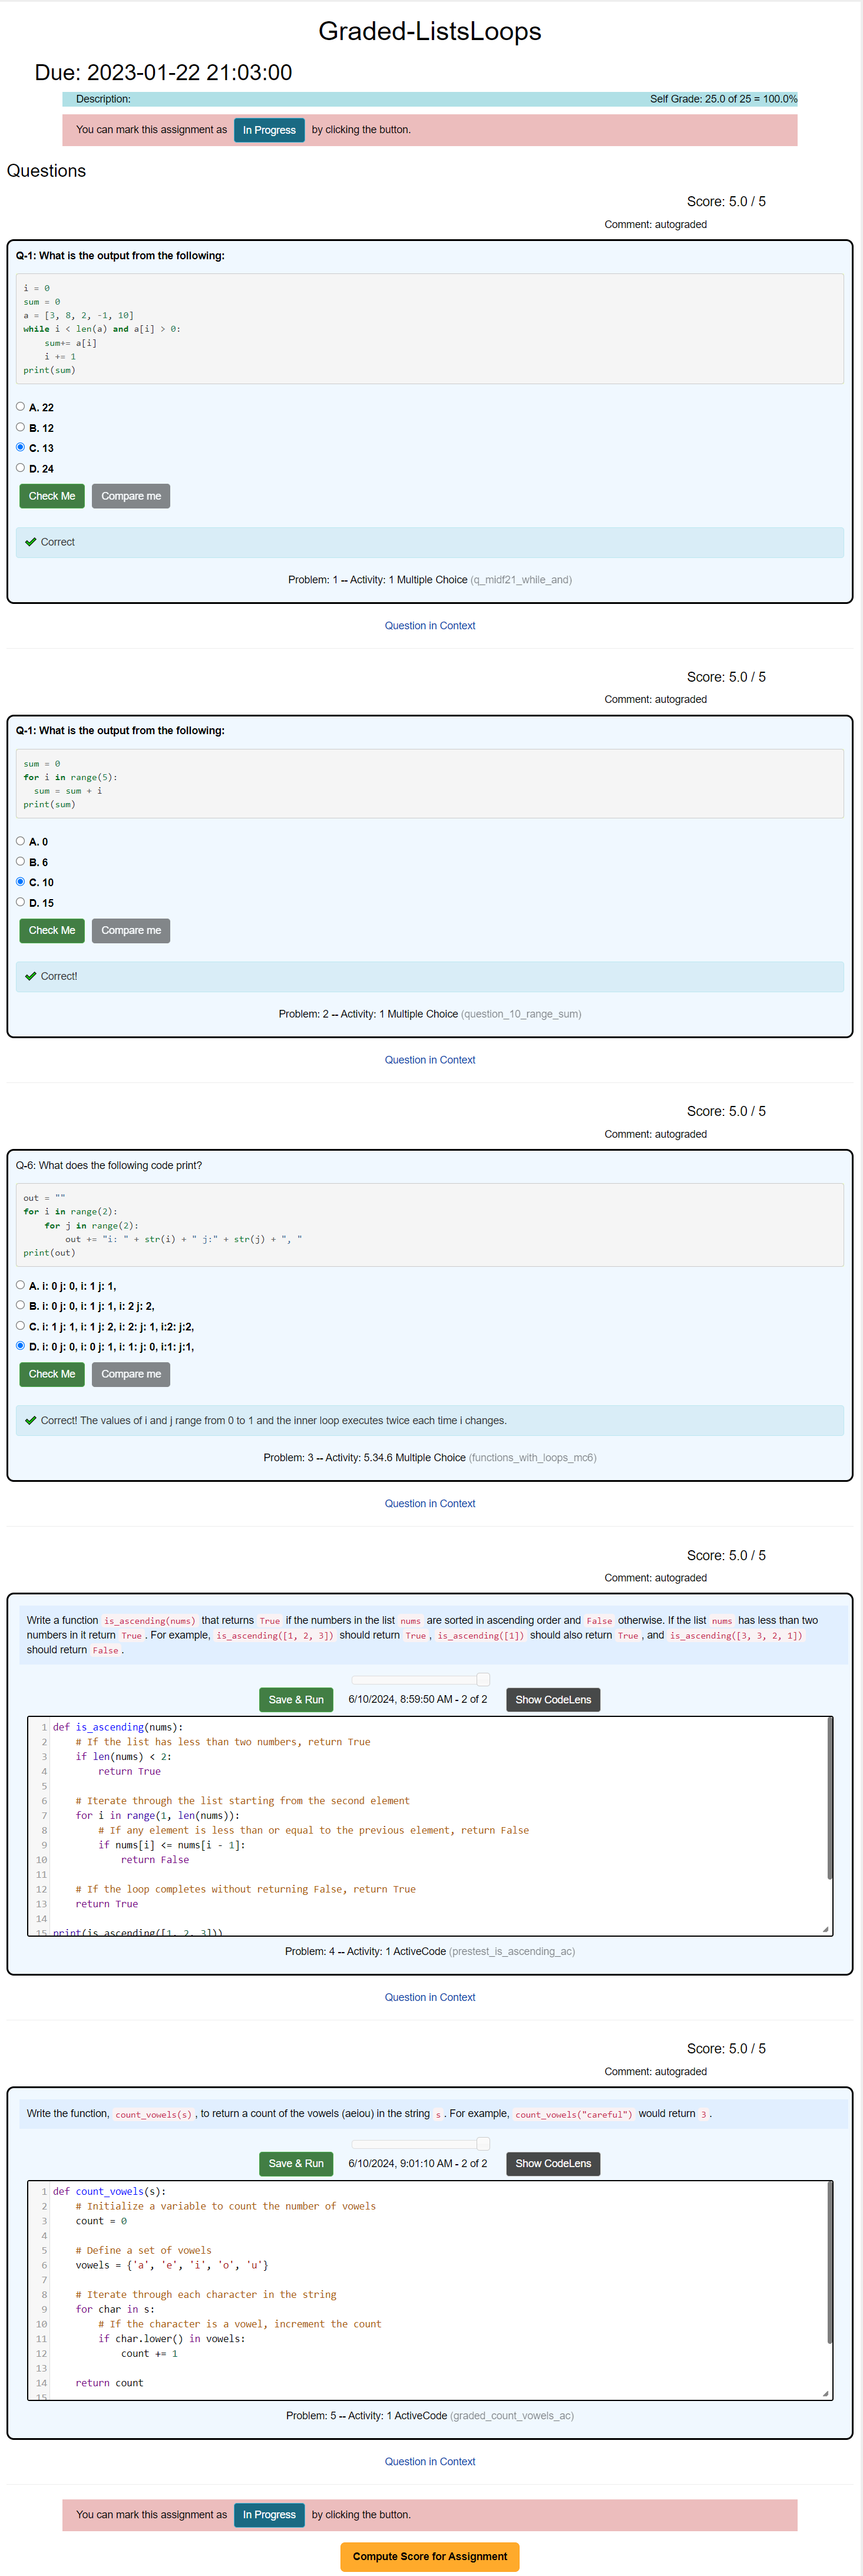 Graded-ListsLoops
Due: 2023-01-22 21:03:00
Description: Self Grade: 25.0 of 25 = 100.0%
You can mark this assignment as In Progress by clicking the button.
Questions
Score: 5.0 / 5
Comment: autograded
Q-1: What is the output from the following:
i = 0
sum = 0
a = [3, 8, 2, -1, 10]
while i < len(a) and a[i] > 0:
    sum+= a[i]
    i += 1
print(sum)
A. 22
B. 12
C. 13
D. 24
Check Me Compare me
Correct
Problem: 1 -- Activity: 1 Multiple Choice (q_midf21_while_and)
Question in Context
Score: 5.0 / 5
Comment: autograded
Q-1: What is the output from the following:
sum = 0
for i in range(5):
  sum = sum + i
print(sum)
A. 0
B. 6
C. 10
D. 15
Check Me Compare me
Correct!
Problem: 2 -- Activity: 1 Multiple Choice (question_10_range_sum)
Question in Context
Score: 5.0 / 5
Comment: autograded
Q-6: What does the following code print?
out = ""
for i in range(2):
    for j in range(2):
        out += "i: " + str(i) + " j:" + str(j) + ", "
print(out)
A. i: 0 j: 0, i: 1 j: 1,
B. i: 0 j: 0, i: 1 j: 1, i: 2 j: 2,
C. i: 1 j: 1, i: 1 j: 2, i: 2: j: 1, i:2: j:2,
D. i: 0 j: 0, i: 0 j: 1, i: 1: j: 0, i:1: j:1,
Check Me Compare me
Correct! The values of i and j range from 0 to 1 and the inner loop executes twice each time i changes.
Problem: 3 -- Activity: 5.34.6 Multiple Choice (functions_with_loops_mc6)
Question in Context
Score: 5.0 / 5
Comment: autograded
Write a function is_ascending(nums) that returns True if the numbers in the list nums are sorted in ascending order and False otherwise. If the list nums has less than two
numbers in it return True . For example, is_ascending([1, 2, 3]) should return True , is_ascending([1]) should also return True , and is_ascending([3, 3, 2, 1])
should return False .
Save & Run 6/10/2024, 8:59:50 AM - 2 of 2 Show CodeLens
1 def is_ascending(nums):
2     # If the list has less than two numbers, return True
3     if len(nums) < 2:
4         return True
5
6     # Iterate through the list starting from the second element
7     for i in range(1, len(nums)):
8         # If any element is less than or equal to the previous element, return False
9         if nums[i] <= nums[i - 1]:
10             return False
11
12     # If the loop completes without returning False, return True
13     return True
14
15 print(is_ascending([1, 2, 3]))
Problem: 4 -- Activity: 1 ActiveCode (prestest_is_ascending_ac)
Question in Context
Score: 5.0 / 5
Comment: autograded
Write the function, count_vowels(s) , to return a count of the vowels (aeiou) in the string s . For example, count_vowels("careful") would return 3 .
Save & Run 6/10/2024, 9:01:10 AM - 2 of 2 Show CodeLens
1 def count_vowels(s):
2     # Initialize a variable to count the number of vowels
3     count = 0
4
5     # Define a set of vowels
6     vowels = {'a', 'e', 'i', 'o', 'u'}
7
8     # Iterate through each character in the string
9     for char in s:
10         # If the character is a vowel, increment the count
11         if char.lower() in vowels:
12             count += 1
13
14     return count
15
Problem: 5 -- Activity: 1 ActiveCode (graded_count_vowels_ac)
Question in Context
You can mark this assignment as In Progress by clicking the button.
Compute Score for Assignment